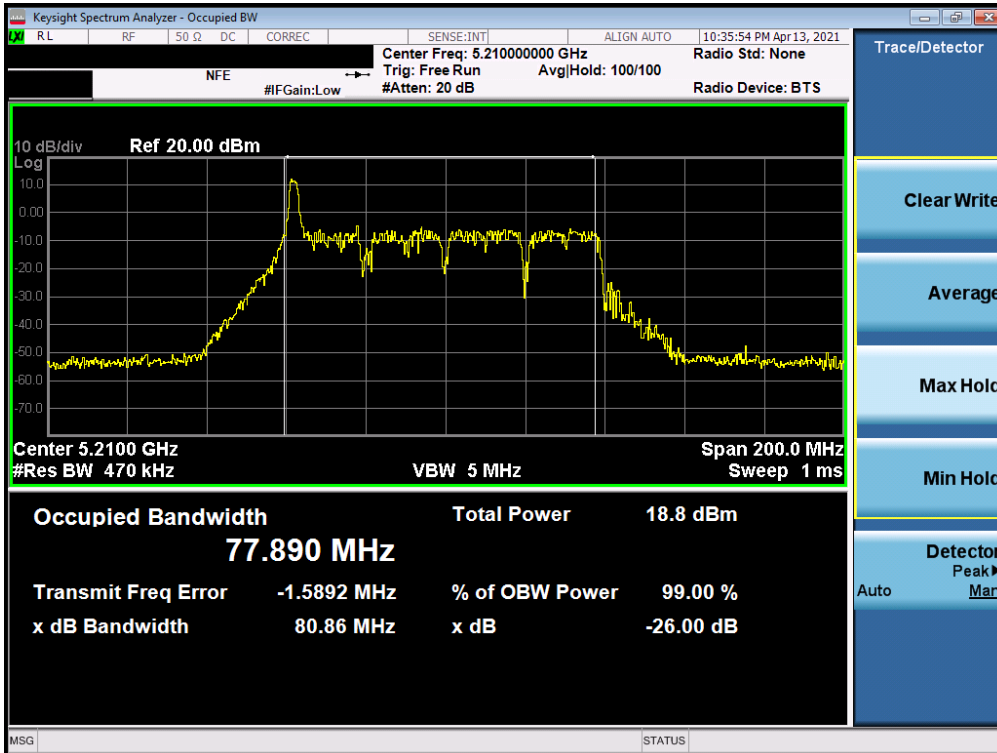 Keysight Spectrum Analyzer - Occupied BW
LXI RL RF 50 Ω DC CORREC SENSE:INT ALIGN AUTO 10:35:54 PM Apr 13, 2021
Center Freq: 5.210000000 GHz Radio Std: None
NFE Trig: Free Run Avg|Hold: 100/100
#IFGain:Low #Atten: 20 dB Radio Device: BTS
Trace/Detector
10 dB/div Ref 20.00 dBm
Log
10.0
0.00
-10.0
-20.0
-30.0
-40.0
-50.0
-60.0
-70.0
Center 5.2100 GHz Span 200.0 MHz
#Res BW 470 kHz VBW 5 MHz Sweep 1 ms
Occupied Bandwidth Total Power 18.8 dBm
77.890 MHz
Transmit Freq Error -1.5892 MHz % of OBW Power 99.00 %
x dB Bandwidth 80.86 MHz x dB -26.00 dB
Clear Write
Average
Max Hold
Min Hold
Detector
Peak
Auto Man
MSG STATUS